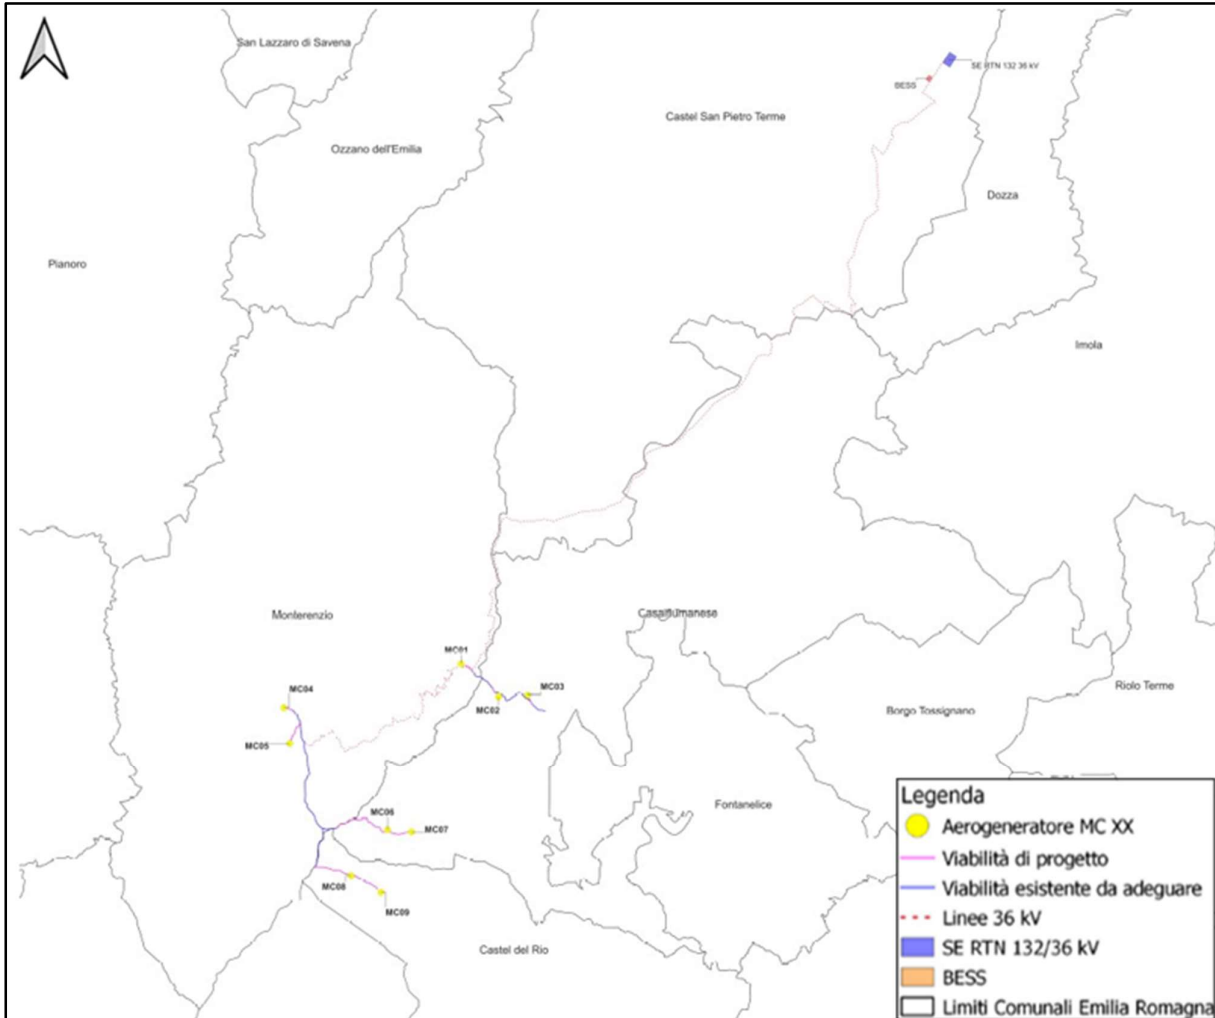 San Lazzaro di Savena
SE RTN 132 36 kV
BESS
Castel San Pietro Terme
Ozzano dell'Emilia
Dozza
Pianoro
Imola
Monterenzio
Casalfiumanese
MC01
MC04
MC03
MC02
Riolo Terme
Borgo Tossignano
MC05
Fontanelice
MC06
MC07
MC08
MC09
Castel del Rio
Legenda
Aerogeneratore MC XX
Viabilità di progetto
Viabilità esistente da adeguare
Linee 36 kV
SE RTN 132/36 kV
BESS
Limiti Comunali Emilia Romagna